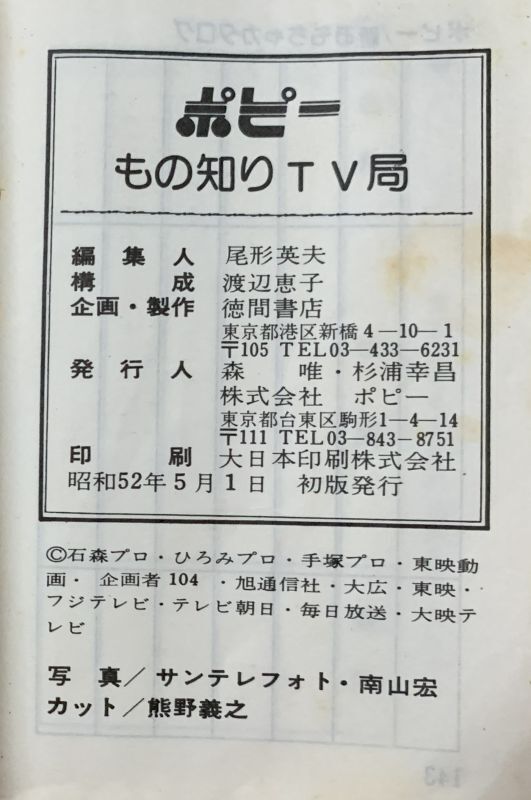 ポピー
もの知りTV局
編集人 尾形英夫
構成 渡辺恵子
企画・製作 徳間書店
東京都港区新橋4―10―1
〒105 TEL03―433―6231
発行人 森 唯・杉浦幸昌
株式会社 ポピー
東京都台東区駒形1―4―14
〒111 TEL03―843―8751
印刷 大日本印刷株式会社
昭和52年5月1日 初版発行
©石森プロ・ひろみプロ・手塚プロ・東映動
画・企画者104・旭通信社・大広・東映・
フジテレビ・テレビ朝日・毎日放送・大映テ
レビ
写真/サンテレフォト・南山宏
カット/熊野義之